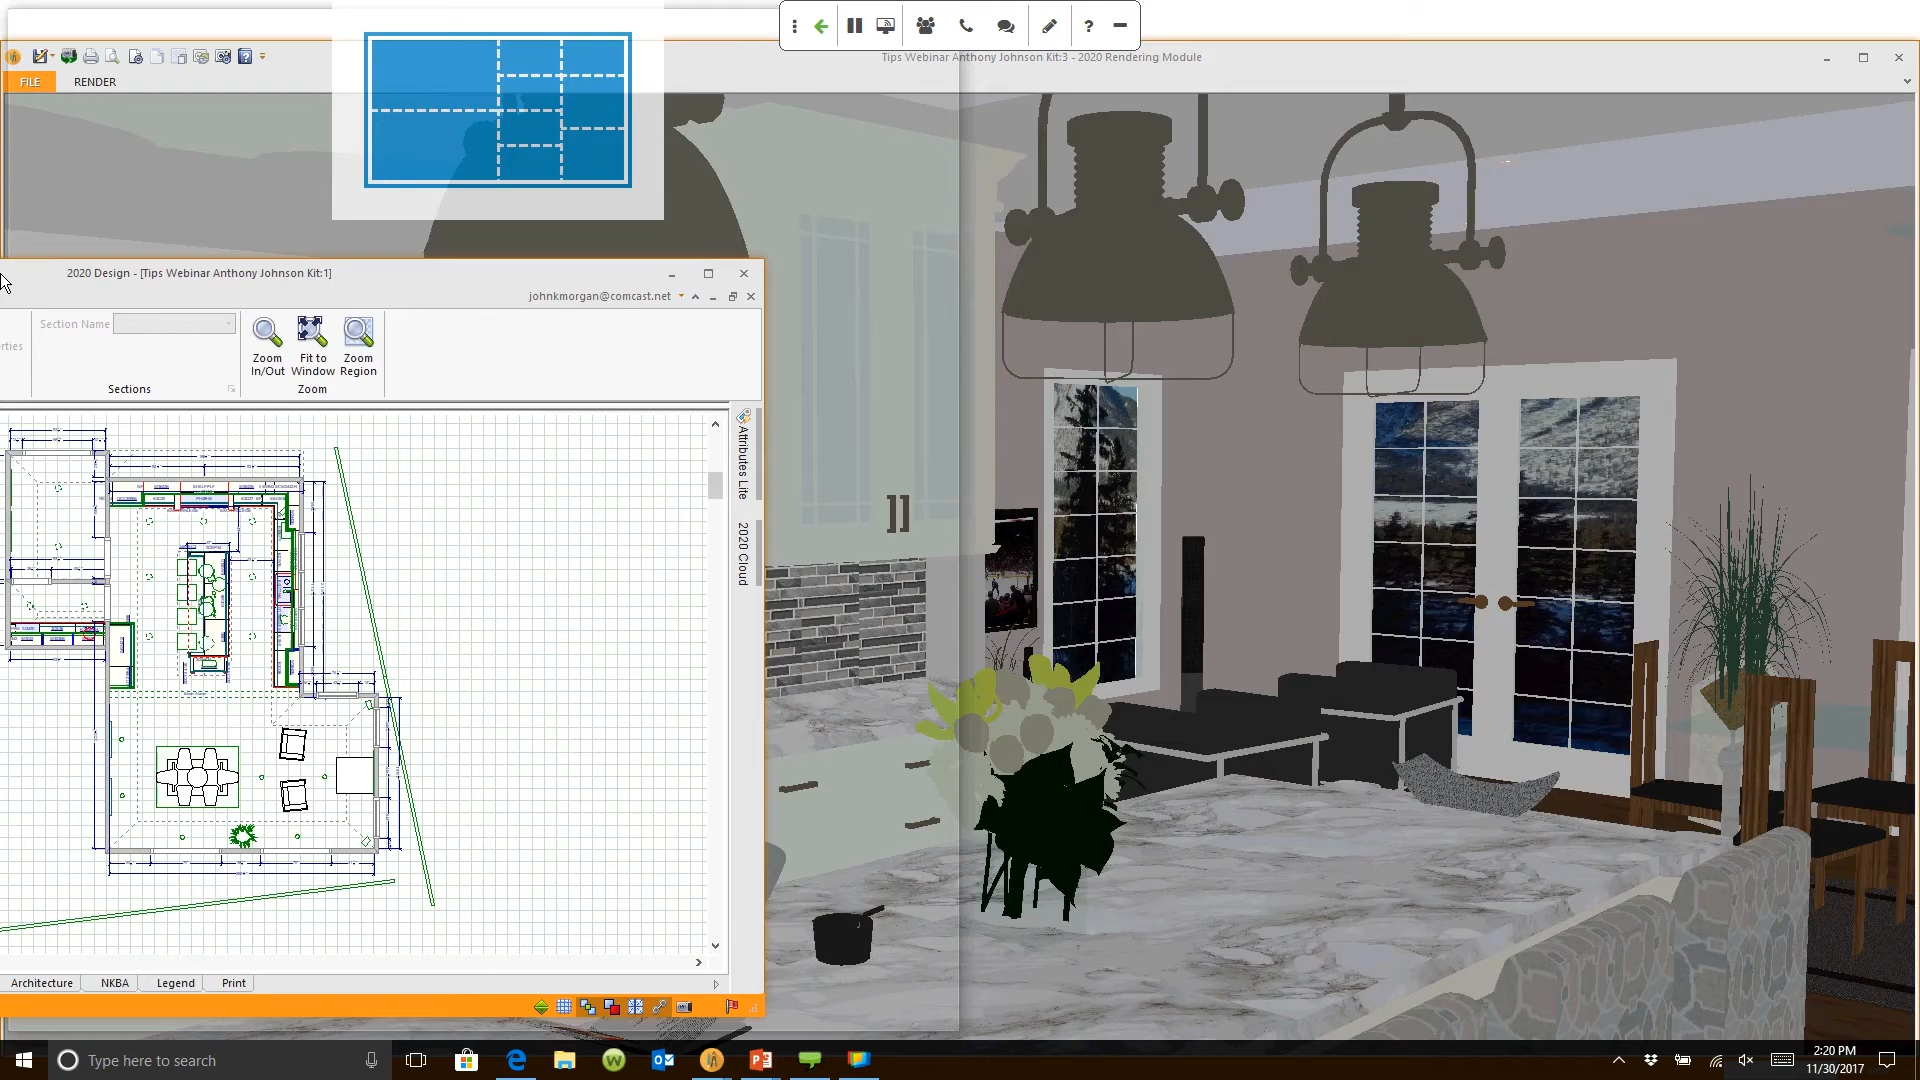 Tips Webinar Anthony Johnson Kit:3 - 2020 Rendering Module
FILE
RENDER
2020 Design - [Tips Webinar Anthony Johnson Kit:1]
johnkmorgan@comcast.net
Section Name
rties
Sections
Zoom In/Out
Fit to Window
Zoom Region
Zoom
Attributes Lite
2020 Cloud
Architecture
NKBA
Legend
Print
Type here to search
2:20 PM
11/30/2017